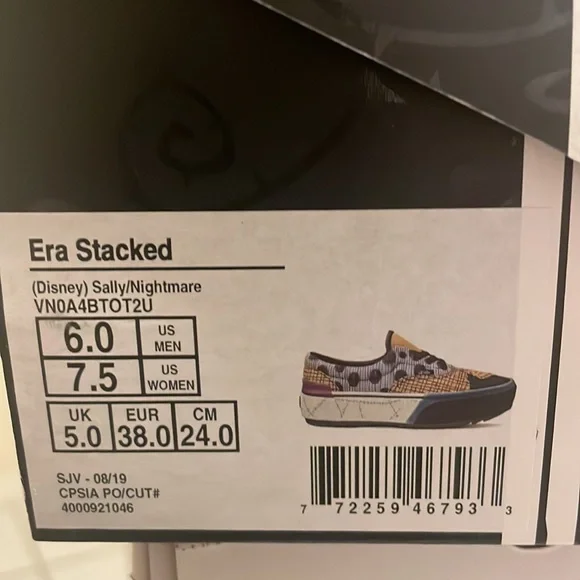 Era Stacked
(Disney) Sally/Nightmare
VN0A4BTOT2U
6.0 US MEN
7.5 US WOMEN
UK EUR CM
5.0 38.0 24.0
SJV - 08/19
CPSIA PO/CUT#
4000921046
7 72259 46793 3